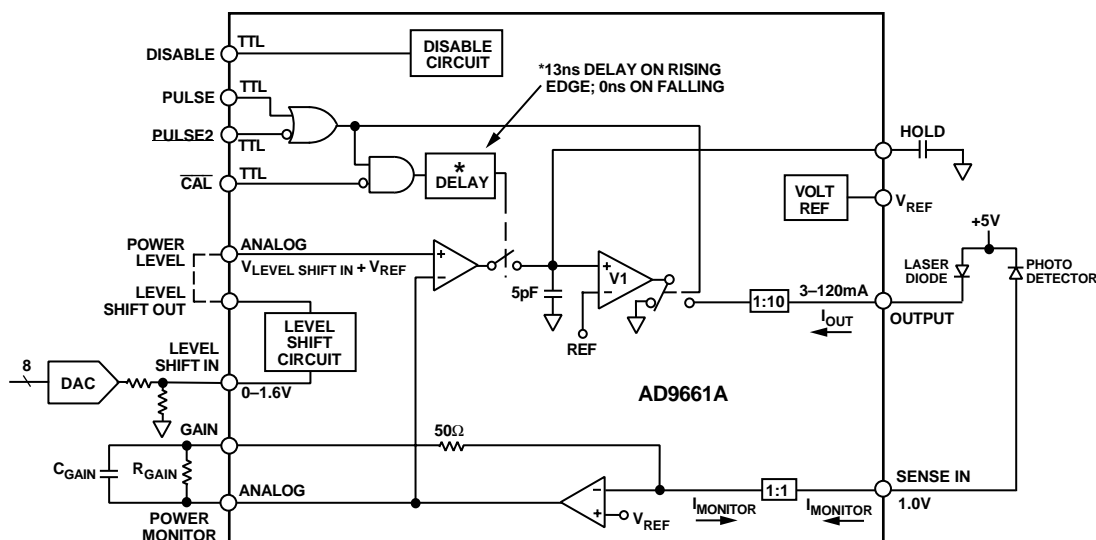 DISABLE
TTL
DISABLE
CIRCUIT
*13ns DELAY ON RISING
EDGE; 0ns ON FALLING
PULSE
TTL
PULSE2
TTL
CAL
TTL
*
DELAY
HOLD
VOLT
REF
VREF
+5V
POWER
LEVEL
ANALOG
VLEVEL SHIFT IN + VREF
+
−
5pF
+
−
V1
REF
1:10
3–120mA
IOUT
OUTPUT
LASER
DIODE
PHOTO
DETECTOR
LEVEL
SHIFT OUT
LEVEL
SHIFT
CIRCUIT
LEVEL
SHIFT IN
0–1.6V
8
DAC
AD9661A
GAIN
50Ω
CGAIN
RGAIN
ANALOG
POWER
MONITOR
−
+
VREF
IMONITOR
1:1
IMONITOR
SENSE IN
1.0V